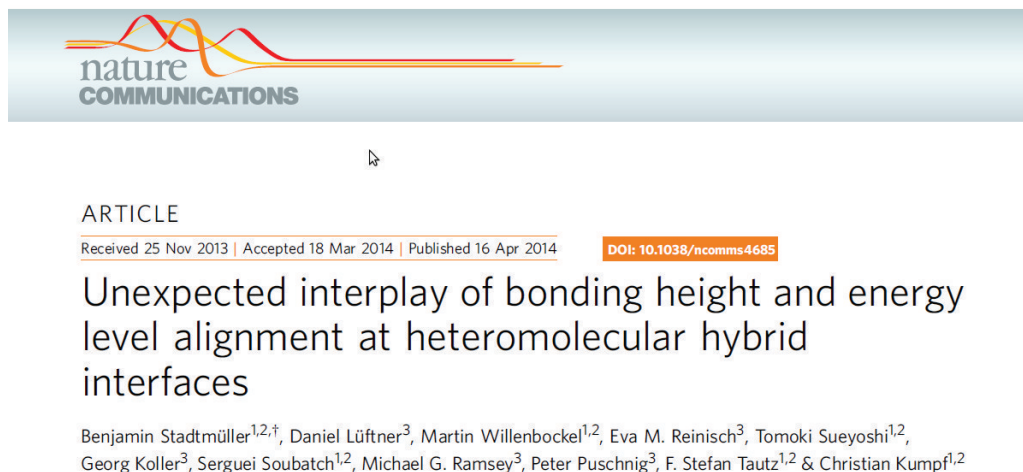 nature
COMMUNICATIONS
ARTICLE
Received 25 Nov 2013 | Accepted 18 Mar 2014 | Published 16 Apr 2014
DOI: 10.1038/ncomms4685
Unexpected interplay of bonding height and energy
level alignment at heteromolecular hybrid
interfaces
Benjamin Stadtmüller1,2,†, Daniel Lüftner3, Martin Willenbockel1,2, Eva M. Reinisch3, Tomoki Sueyoshi1,2,
Georg Koller3, Serguei Soubatch1,2, Michael G. Ramsey3, Peter Puschnig3, F. Stefan Tautz1,2 & Christian Kumpf1,2